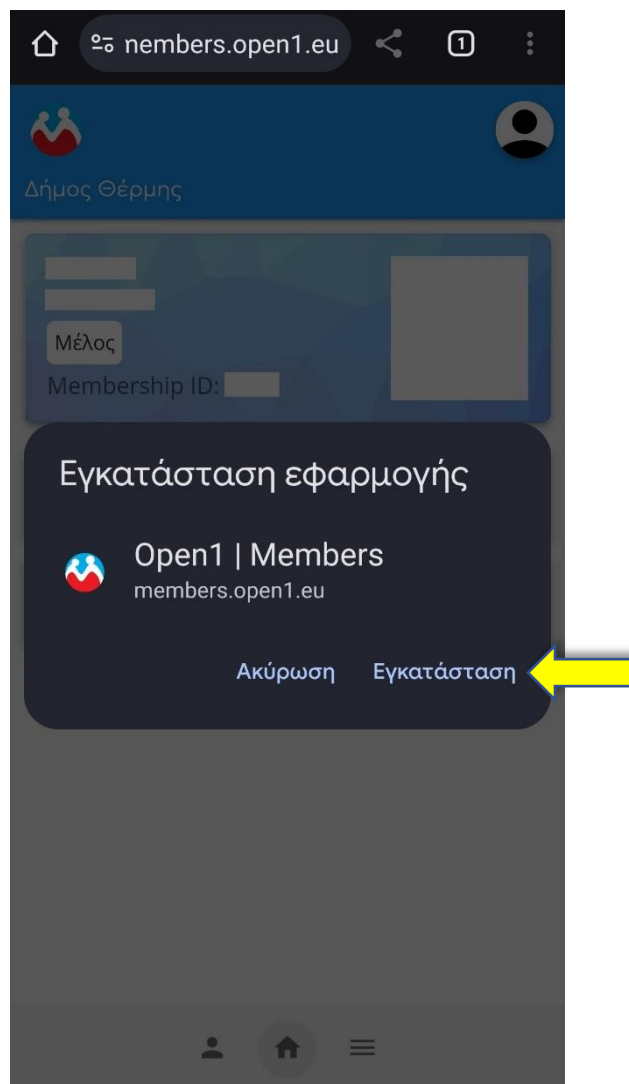 nembers.open1.eu
1
Δήμος Θέρμης
Μέλος
Membership ID:
Εγκατάσταση εφαρμογής
Open1 | Members
members.open1.eu
Ακύρωση Εγκατάσταση